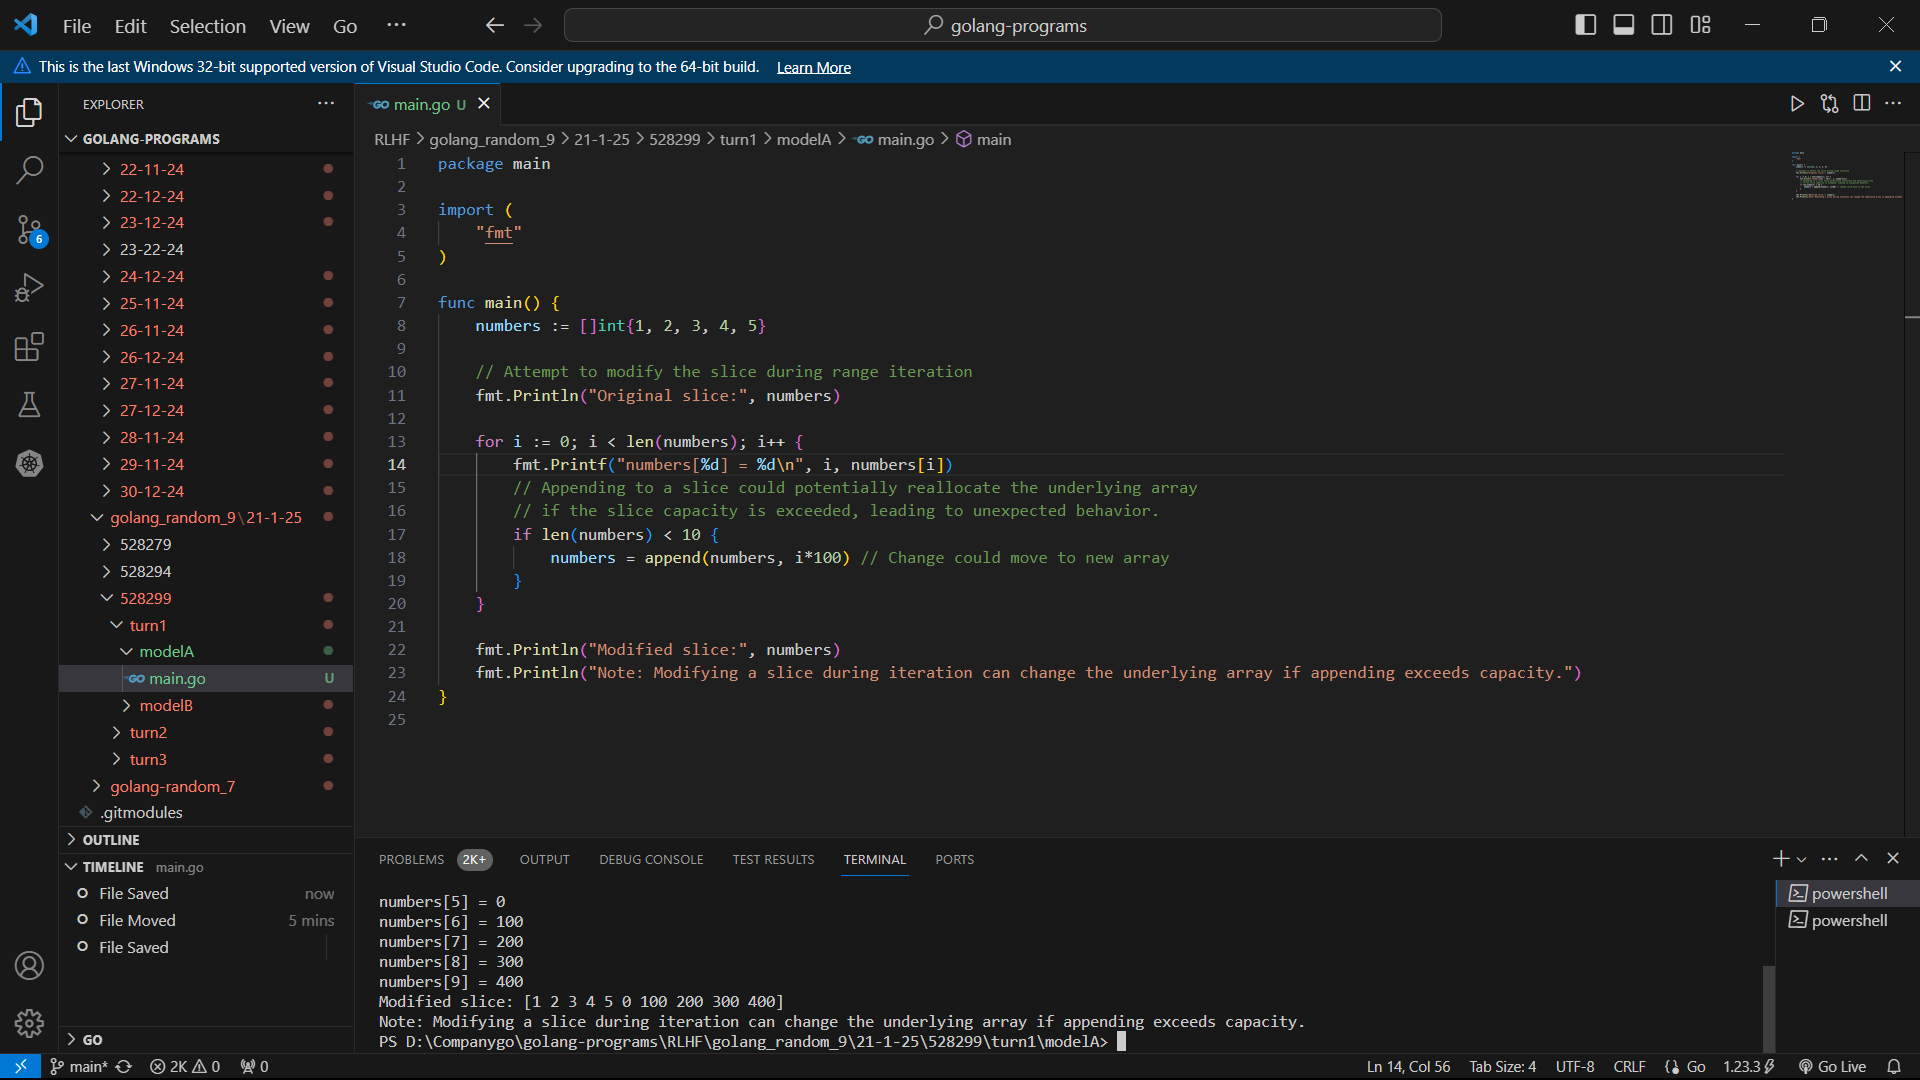 File Edit Selection View Go ···
golang-programs
This is the last Windows 32-bit supported version of Visual Studio Code. Consider upgrading to the 64-bit build. Learn More
EXPLORER ···
GOLANG-PROGRAMS
22-11-24
22-12-24
23-12-24
23-22-24
24-12-24
25-11-24
26-11-24
26-12-24
27-11-24
27-12-24
28-11-24
29-11-24
30-12-24
golang_random_9\21-1-25
528279
528294
528299
turn1
modelA
main.go U
modelB
turn2
turn3
golang-random_7
.gitmodules
OUTLINE
TIMELINE main.go
File Saved now
File Moved 5 mins
File Saved
GO
6
GO main.go U
RLHF > golang_random_9 > 21-1-25 > 528299 > turn1 > modelA > GO main.go > main
1 package main
2
3 import (
4 "fmt"
5 )
6
7 func main() {
8 numbers := []int{1, 2, 3, 4, 5}
9
10 // Attempt to modify the slice during range iteration
11 fmt.Println("Original slice:", numbers)
12
13 for i := 0; i < len(numbers); i++ {
14 fmt.Printf("numbers[%d] = %d\n", i, numbers[i])
15 // Appending to a slice could potentially reallocate the underlying array
16 // if the slice capacity is exceeded, leading to unexpected behavior.
17 if len(numbers) < 10 {
18 numbers = append(numbers, i*100) // Change could move to new array
19 }
20 }
21
22 fmt.Println("Modified slice:", numbers)
23 fmt.Println("Note: Modifying a slice during iteration can change the underlying array if appending exceeds capacity.")
24 }
25
PROBLEMS 2K+ OUTPUT DEBUG CONSOLE TEST RESULTS TERMINAL PORTS
numbers[5] = 0
numbers[6] = 100
numbers[7] = 200
numbers[8] = 300
numbers[9] = 400
Modified slice: [1 2 3 4 5 0 100 200 300 400]
Note: Modifying a slice during iteration can change the underlying array if appending exceeds capacity.
PS D:\Companygo\golang-programs\RLHF\golang_random_9\21-1-25\528299\turn1\modelA>
powershell
powershell
main* 2K 0 0 Ln 14, Col 56 Tab Size: 4 UTF-8 CRLF Go 1.23.3 Go Live